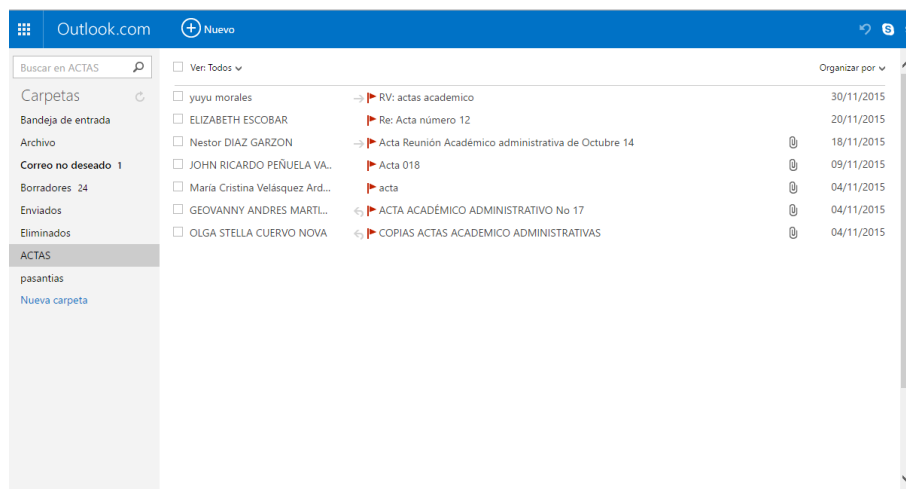 Outlook.com Nuevo
Buscar en ACTAS
Ver: Todos Organizar por
Carpetas
Bandeja de entrada
Archivo
Correo no deseado 1
Borradores 24
Enviados
Eliminados
ACTAS
pasantias
Nueva carpeta
yuyu morales RV: actas academico 30/11/2015
ELIZABETH ESCOBAR Re: Acta número 12 20/11/2015
Nestor DIAZ GARZON Acta Reunión Académico administrativa de Octubre 14 18/11/2015
JOHN RICARDO PEÑUELA VA... Acta 018 09/11/2015
María Cristina Velásquez Ard... acta 04/11/2015
GEOVANNY ANDRES MARTI... ACTA ACADÉMICO ADMINISTRATIVO No 17 04/11/2015
OLGA STELLA CUERVO NOVA COPIAS ACTAS ACADEMICO ADMINISTRATIVAS 04/11/2015